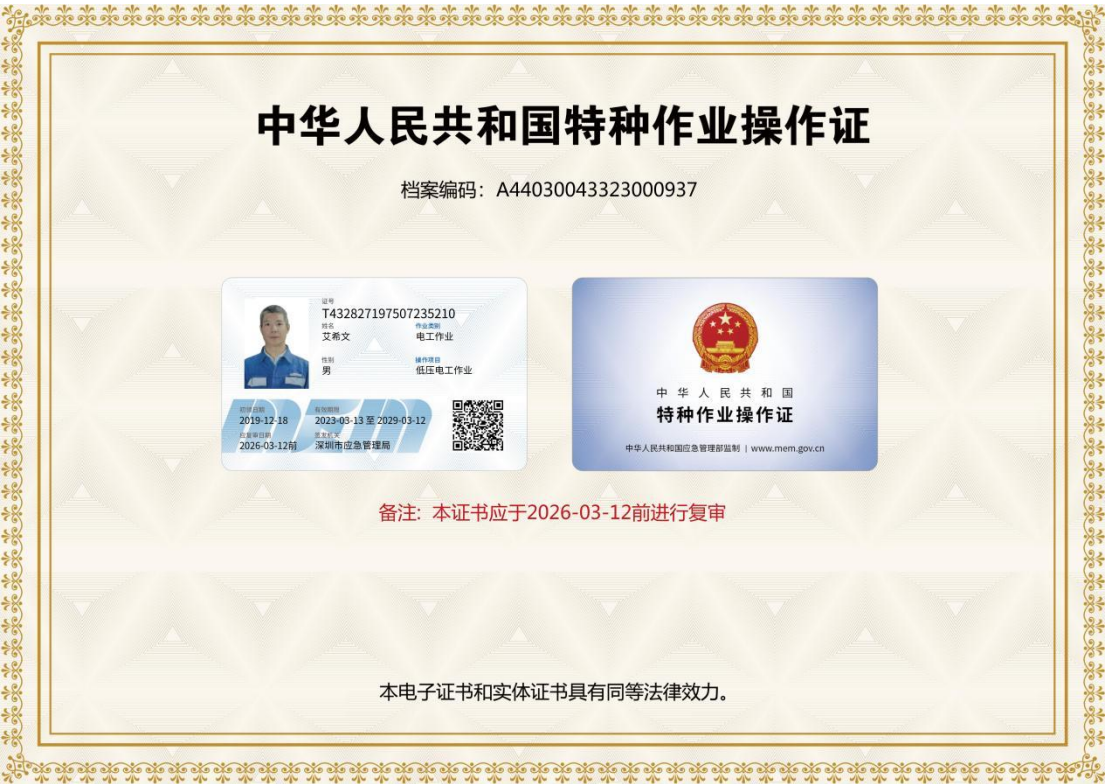 中华人民共和国特种作业操作证
档案编码：A44030043323000937
证号
T432827197507235210
姓名 作业类别
艾希文 电工作业
性别 操作项目
男 低压电工作业
初领日期 有效期限
2019-12-18 2023-03-13 至 2029-03-12
应复审日期 签发机关
2026-03-12前 深圳市应急管理局
中华人民共和国
特种作业操作证
中华人民共和国应急管理部监制 | www.mem.gov.cn
备注：本证书应于2026-03-12前进行复审
本电子证书和实体证书具有同等法律效力。